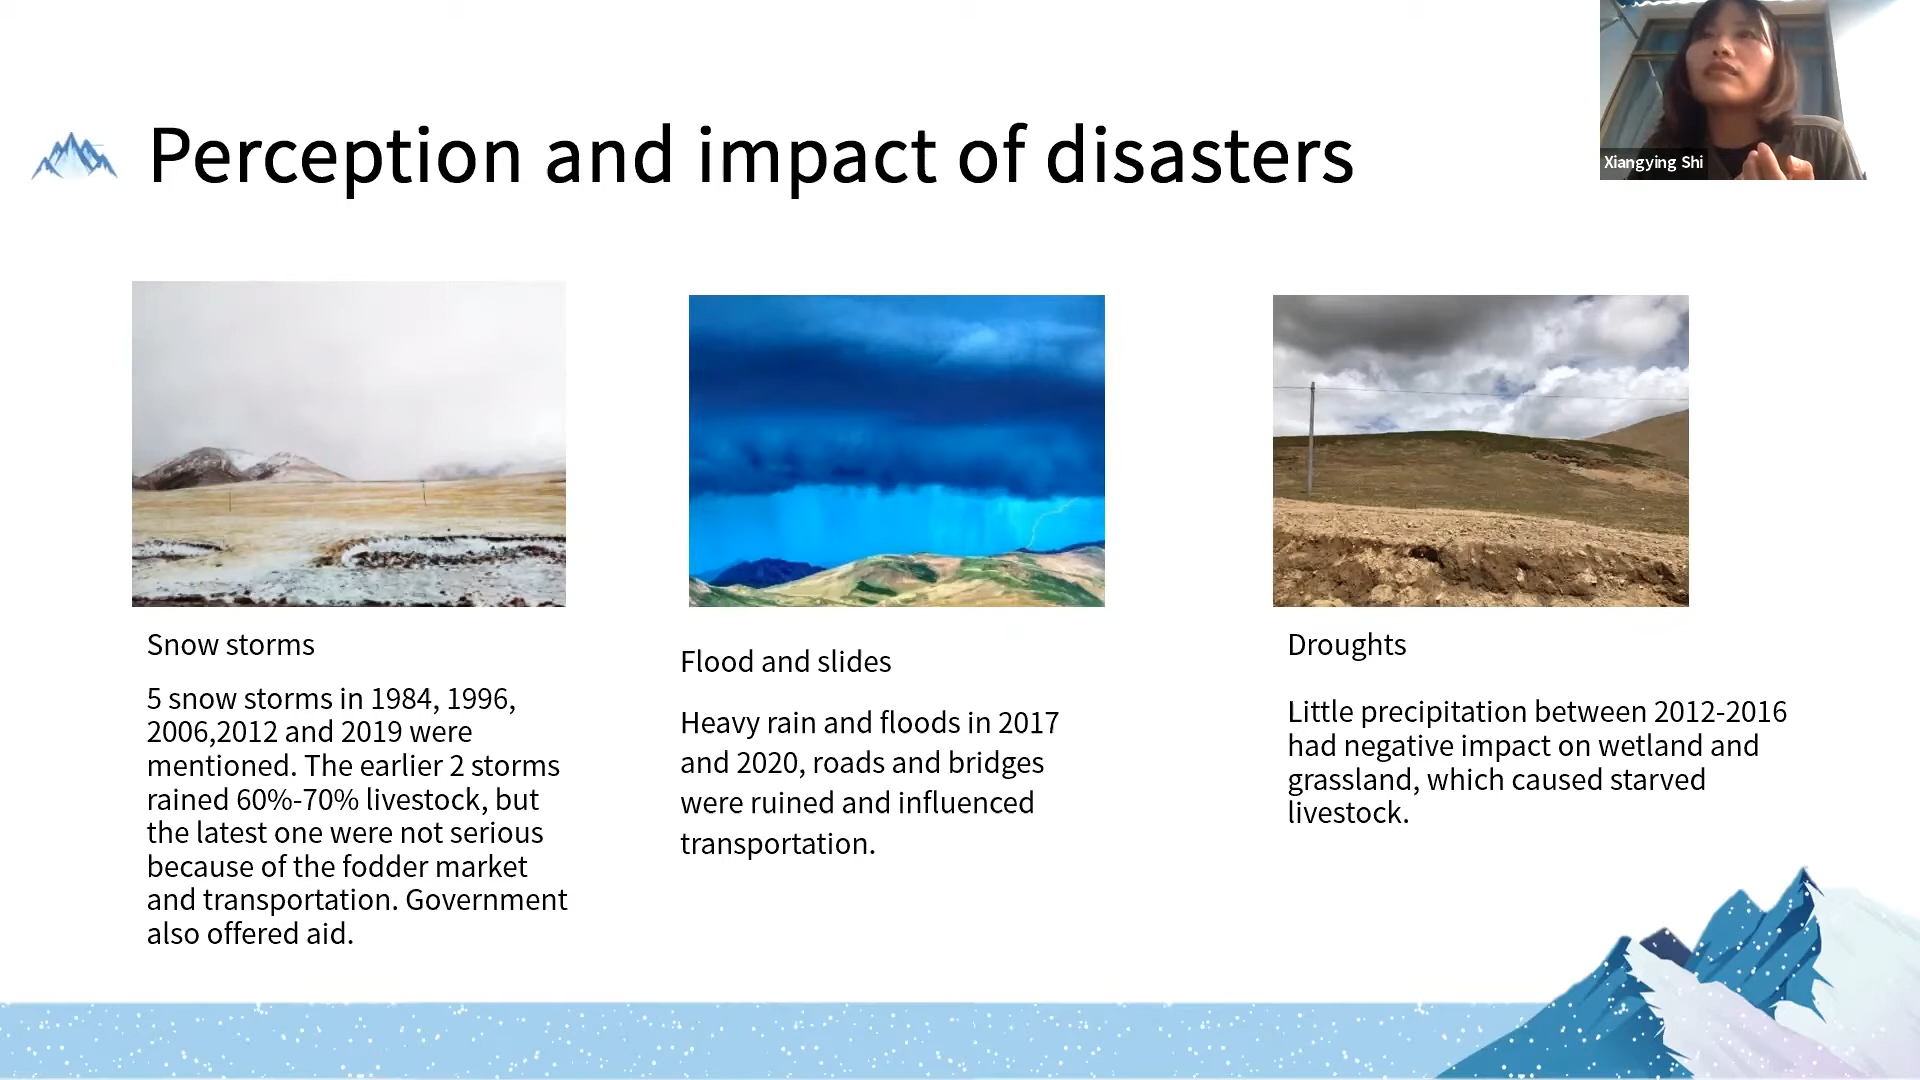 Perception and impact of disasters
Xiangying Shi
Snow storms
5 snow storms in 1984, 1996,
2006,2012 and 2019 were
mentioned. The earlier 2 storms
rained 60%-70% livestock, but
the latest one were not serious
because of the fodder market
and transportation. Government
also offered aid.
Flood and slides
Heavy rain and floods in 2017
and 2020, roads and bridges
were ruined and influenced
transportation.
Droughts
Little precipitation between 2012-2016
had negative impact on wetland and
grassland, which caused starved
livestock.